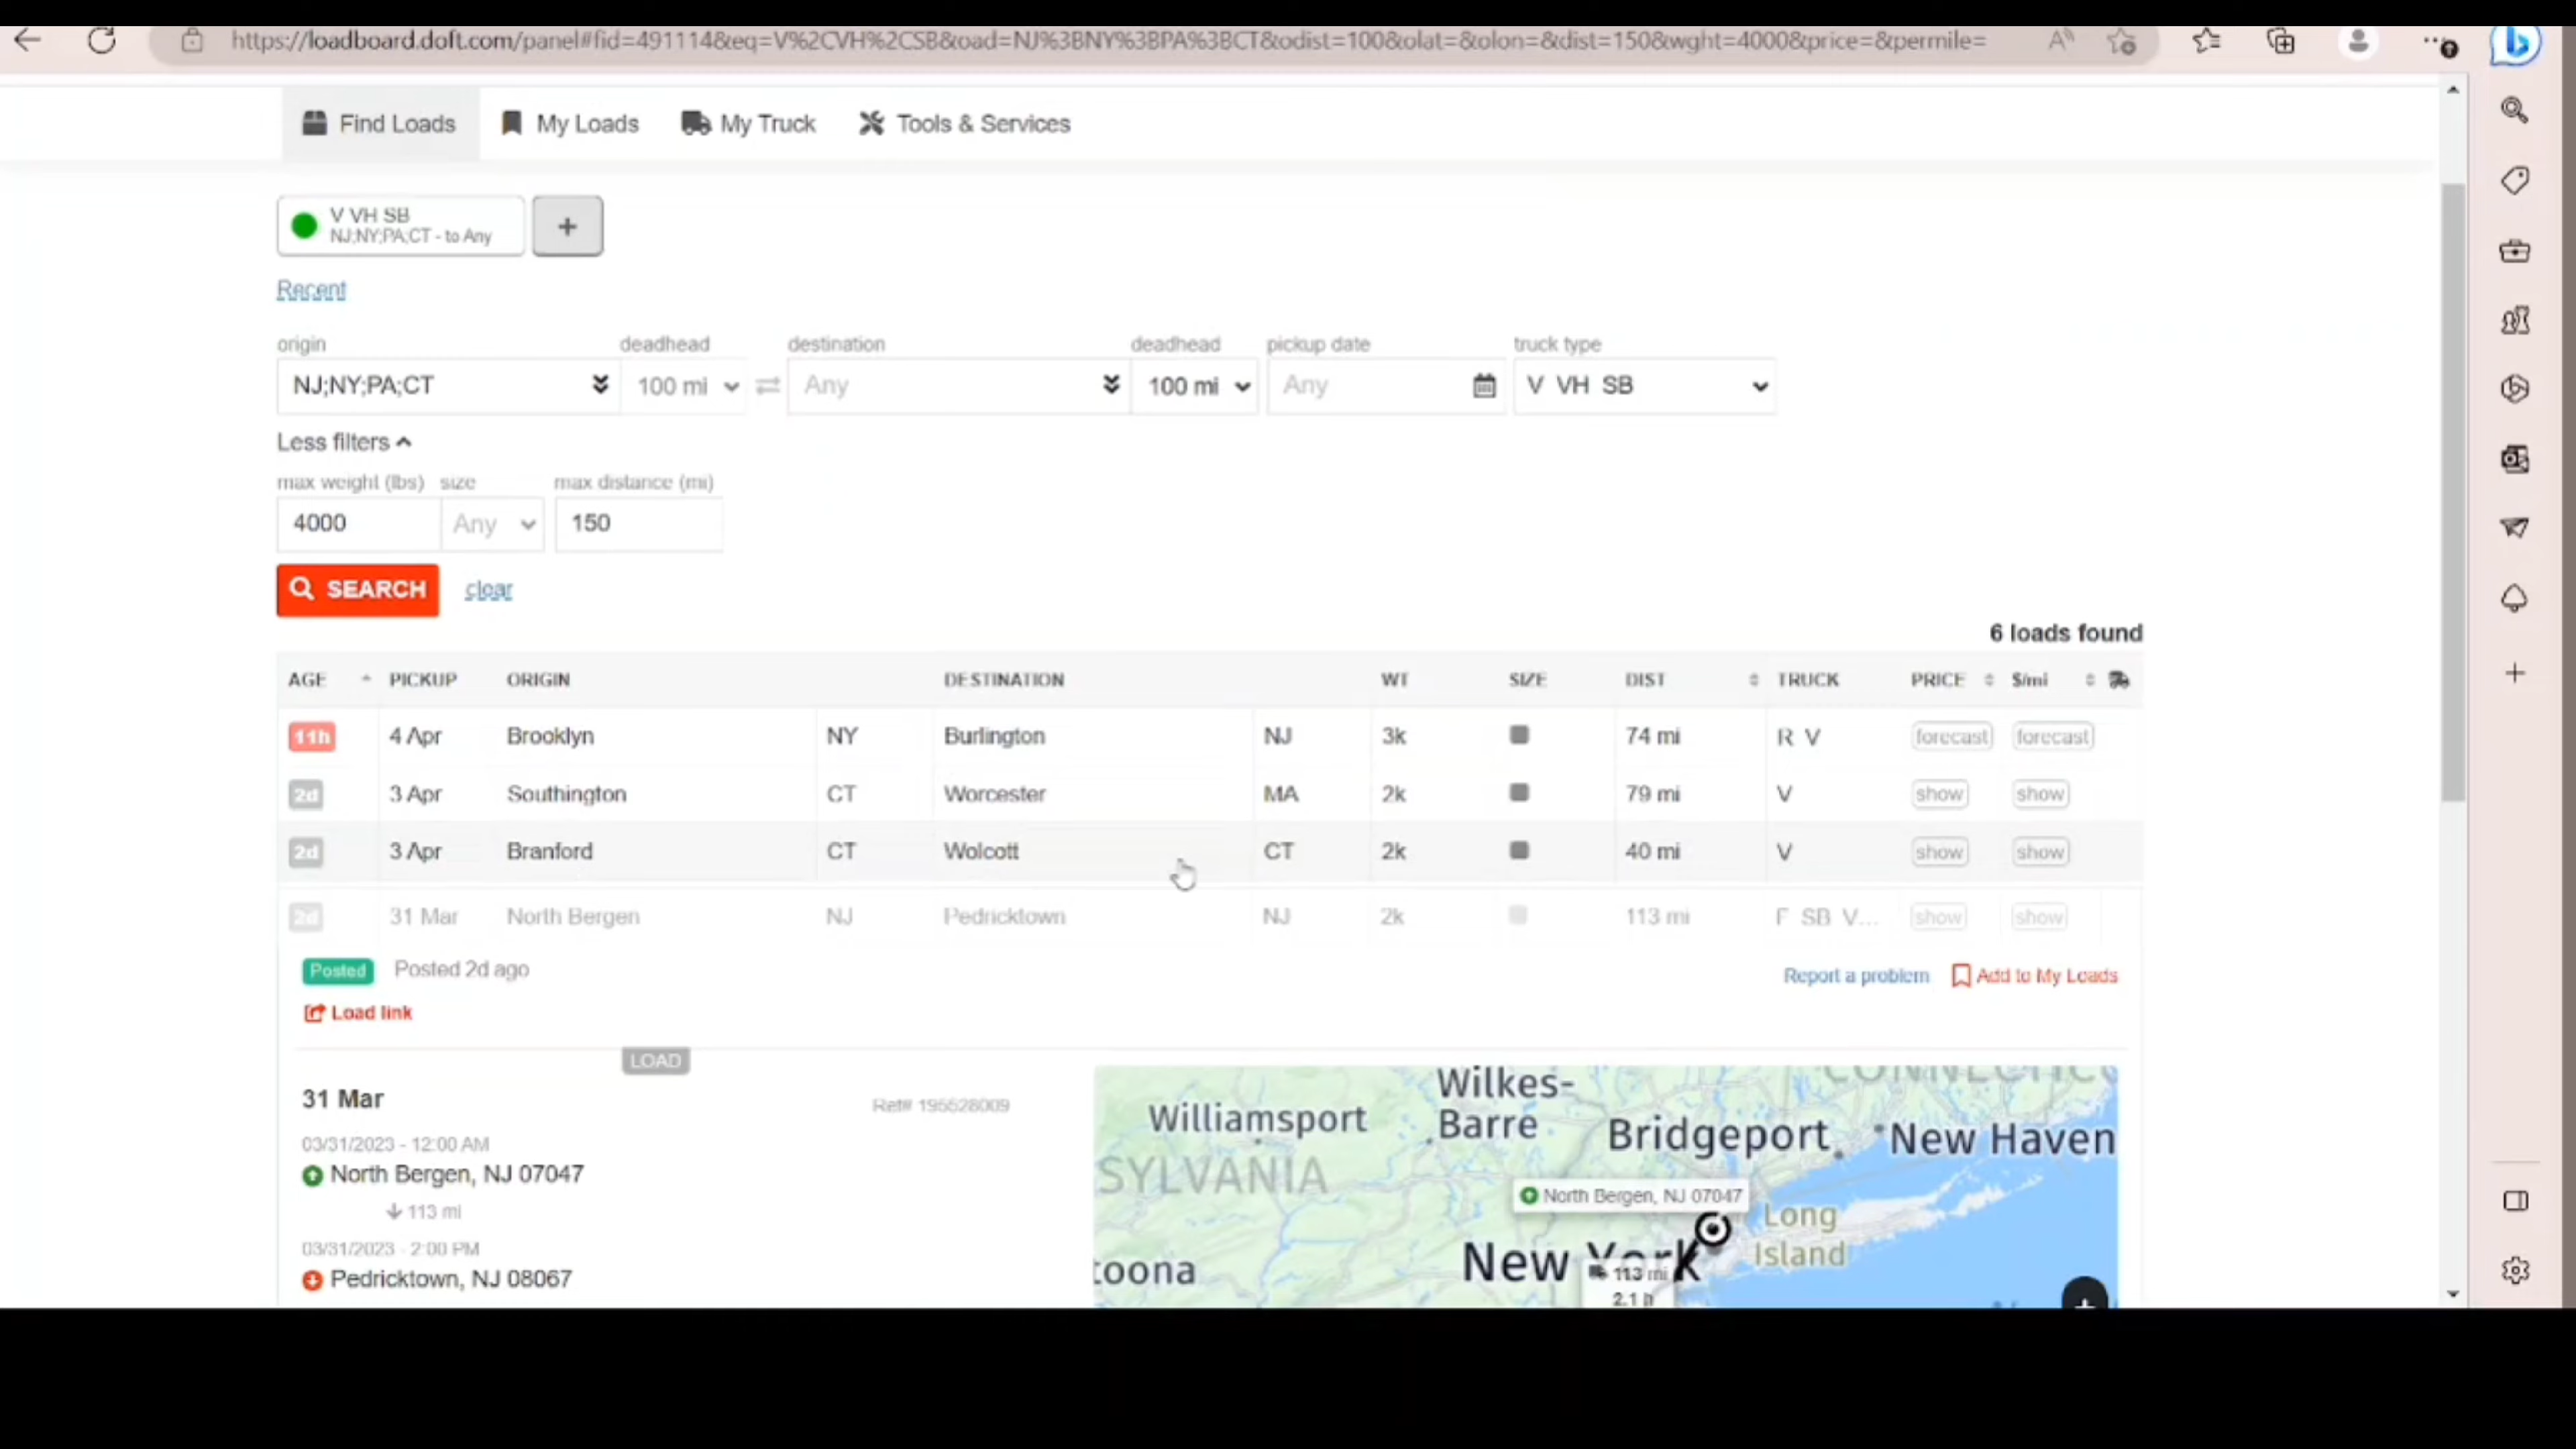 https://loadboard.doft.com/panel#fid=491114&eq=V%2CVH%2CSB&oad=NJ%3BNY%3BPA%3BCT&odist=100&olat=&olon=&dist=150&wght=4000&price=&permile=
Find Loads My Loads My Truck Tools & Services
V VH SB
NJ;NY;PA;CT - to Any
+
Recent
origin deadhead destination deadhead pickup date truck type
NJ;NY;PA;CT 100 mi Any 100 mi Any V VH SB
Less filters
max weight (lbs) size max distance (mi)
4000 Any 150
SEARCH clear
6 loads found
AGE PICKUP ORIGIN DESTINATION WT SIZE DIST TRUCK PRICE $/mi
11h 4 Apr Brooklyn NY Burlington NJ 3k 74 mi R V forecast forecast
2d 3 Apr Southington CT Worcester MA 2k 79 mi V show show
2d 3 Apr Branford CT Wolcott CT 2k 40 mi V show show
2d 31 Mar North Bergen NJ Pedricktown NJ 2k 113 mi F SB V... show show
Posted Posted 2d ago Report a problem Add to My Loads
Load link
LOAD
31 Mar Ref# 195528009
03/31/2023 - 12:00 AM
North Bergen, NJ 07047
113 mi
03/31/2023 - 2:00 PM
Pedricktown, NJ 08067
CONNECTICU
Wilkes-
Barre
Williamsport
Bridgeport
New Haven
SYLVANIA
North Bergen, NJ 07047
Long
Island
New York
toona
113 mi
2.1 h